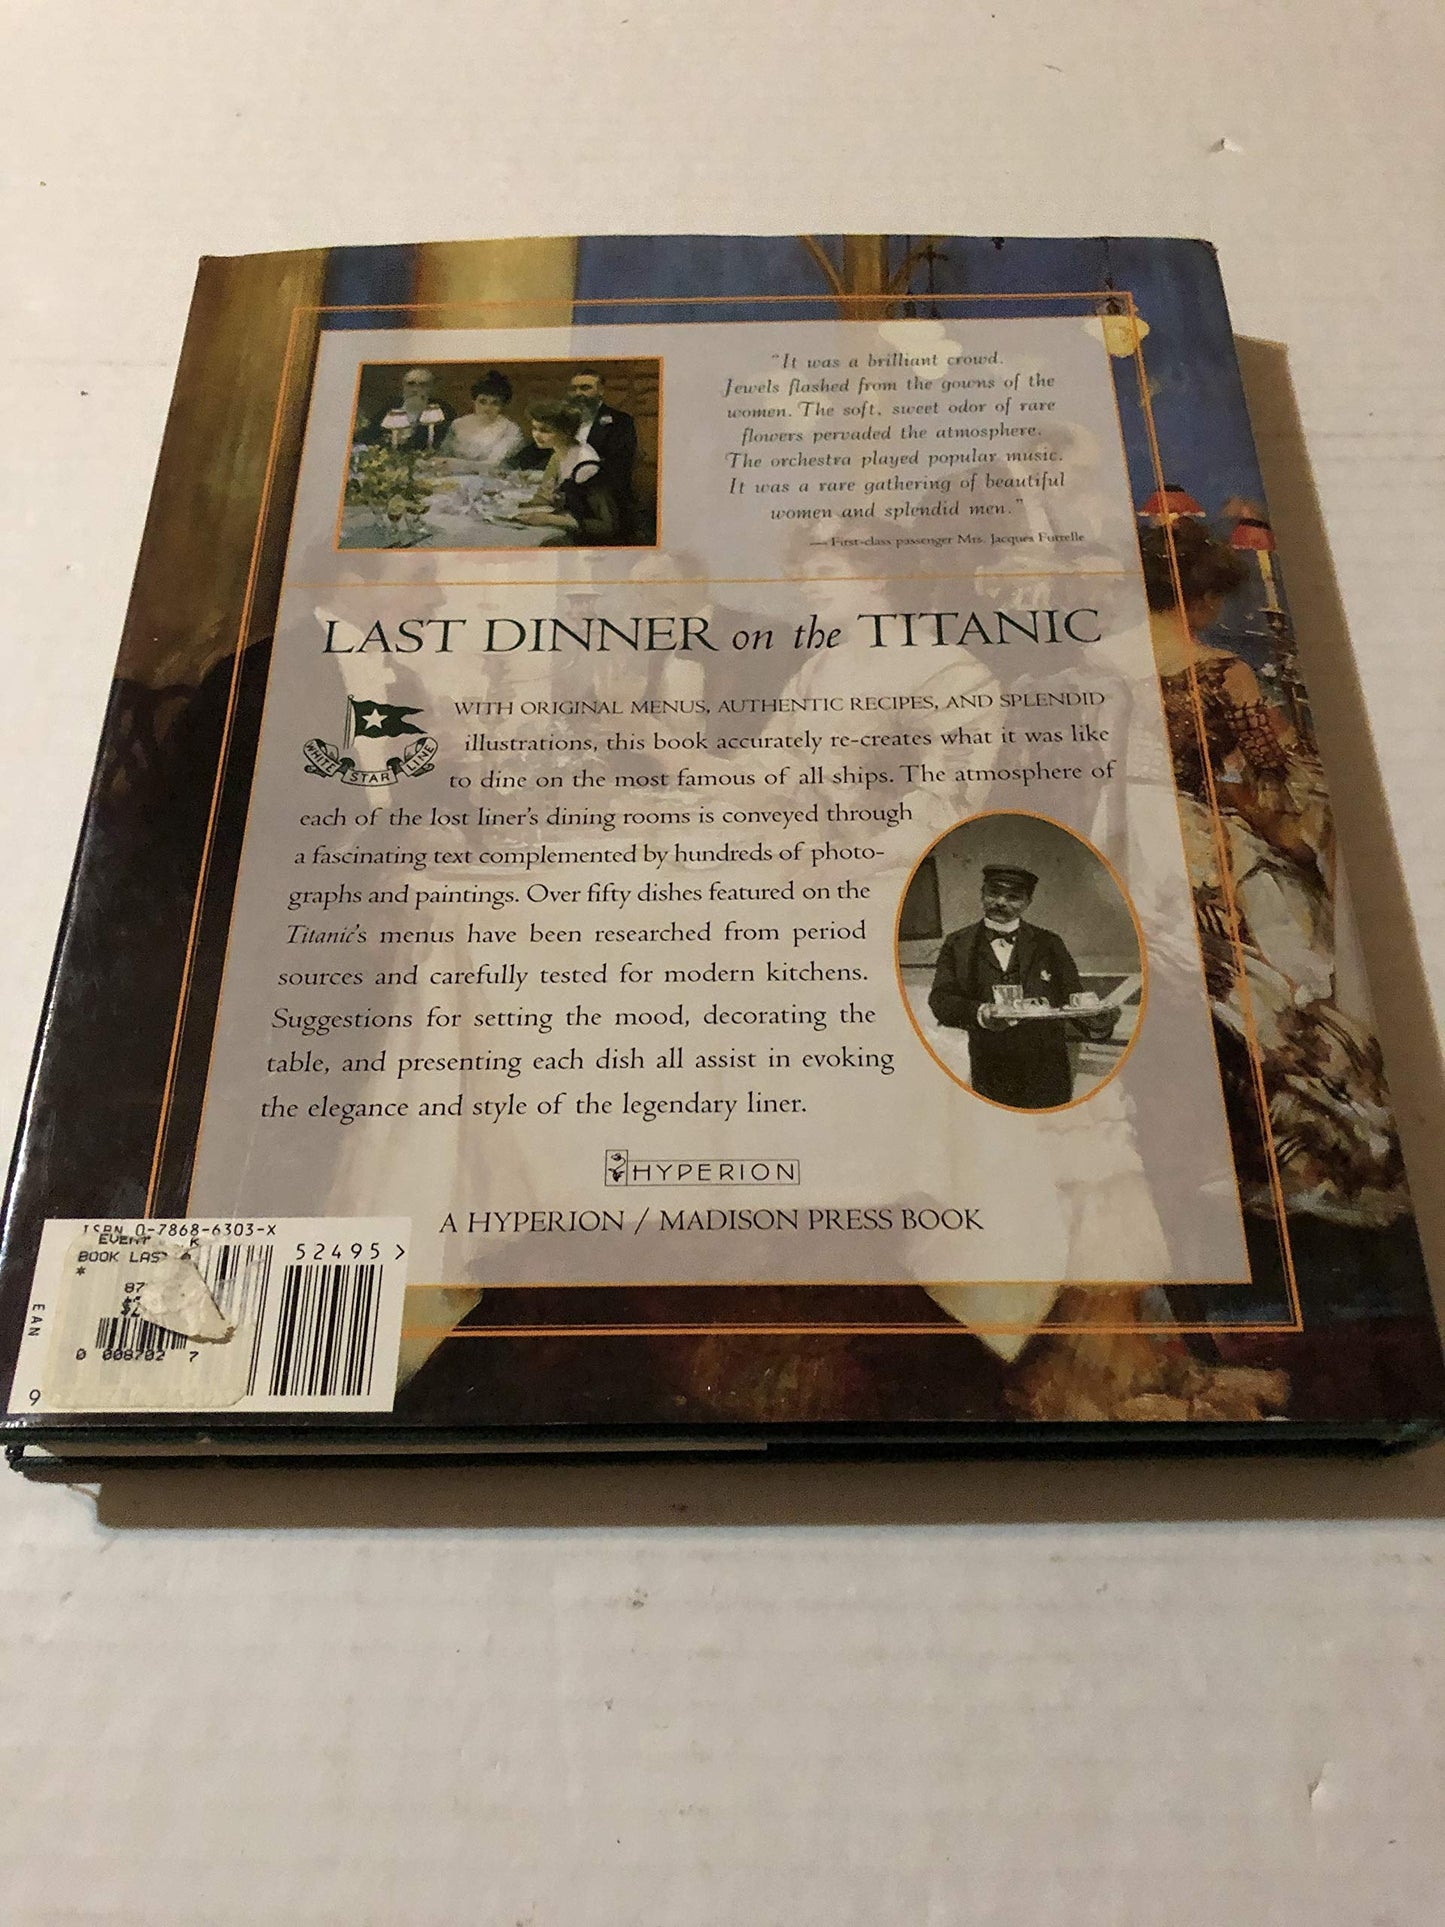 "It was a brilliant crowd.
Jewels flashed from the gowns of the
women. The soft, sweet odor of rare
flowers pervaded the atmosphere.
The orchestra played popular music.
It was a rare gathering of beautiful
women and splendid men."
— First-class passenger Mrs. Jacques Futrelle
LAST DINNER on the TITANIC
WHITE STAR LINE
WITH ORIGINAL MENUS, AUTHENTIC RECIPES, AND SPLENDID
illustrations, this book accurately re-creates what it was like
to dine on the most famous of all ships. The atmosphere of
each of the lost liner's dining rooms is conveyed through
a fascinating text complemented by hundreds of photo-
graphs and paintings. Over fifty dishes featured on the
Titanic's menus have been researched from period
sources and carefully tested for modern kitchens.
Suggestions for setting the mood, decorating the
table, and presenting each dish all assist in evoking
the elegance and style of the legendary liner.
HYPERION
A HYPERION / MADISON PRESS BOOK
ISBN 0-7868-6303-X
52495 >
EVENT K
BOOK LAS
*
87
0 008702 7
EAN
9